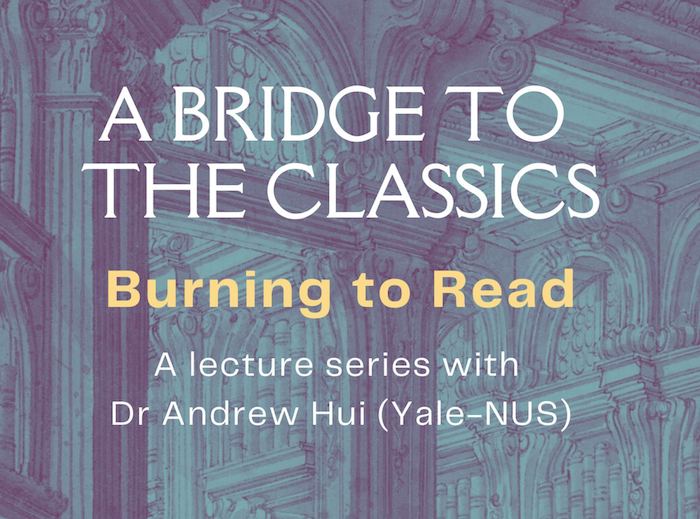 A BRIDGE TO
THE CLASSICS
Burning to Read
A lecture series with
Dr Andrew Hui (Yale-NUS)